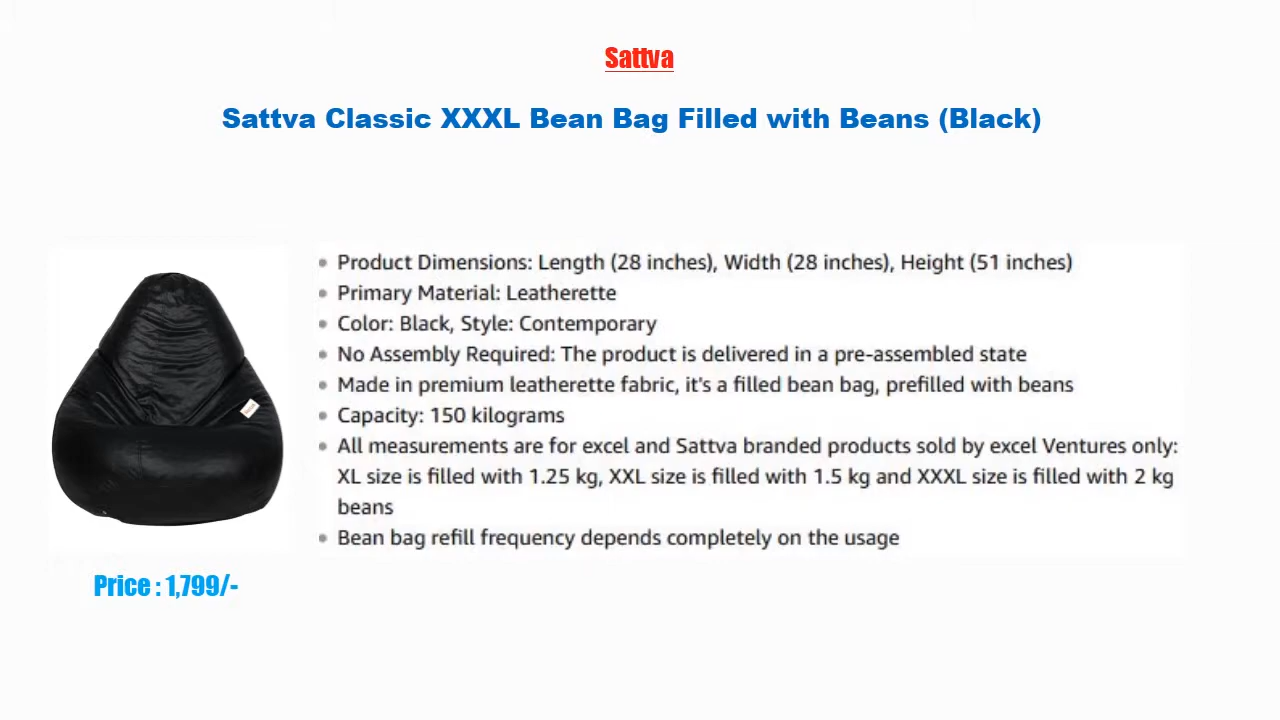 Sattva
Sattva Classic XXXL Bean Bag Filled with Beans (Black)
Product Dimensions: Length (28 inches), Width (28 inches), Height (51 inches)
Primary Material: Leatherette
Color: Black, Style: Contemporary
No Assembly Required: The product is delivered in a pre-assembled state
Made in premium leatherette fabric, it's a filled bean bag, prefilled with beans
Capacity: 150 kilograms
All measurements are for excel and Sattva branded products sold by excel Ventures only:
XL size is filled with 1.25 kg, XXL size is filled with 1.5 kg and XXXL size is filled with 2 kg
beans
Bean bag refill frequency depends completely on the usage
Price : 1,799/-